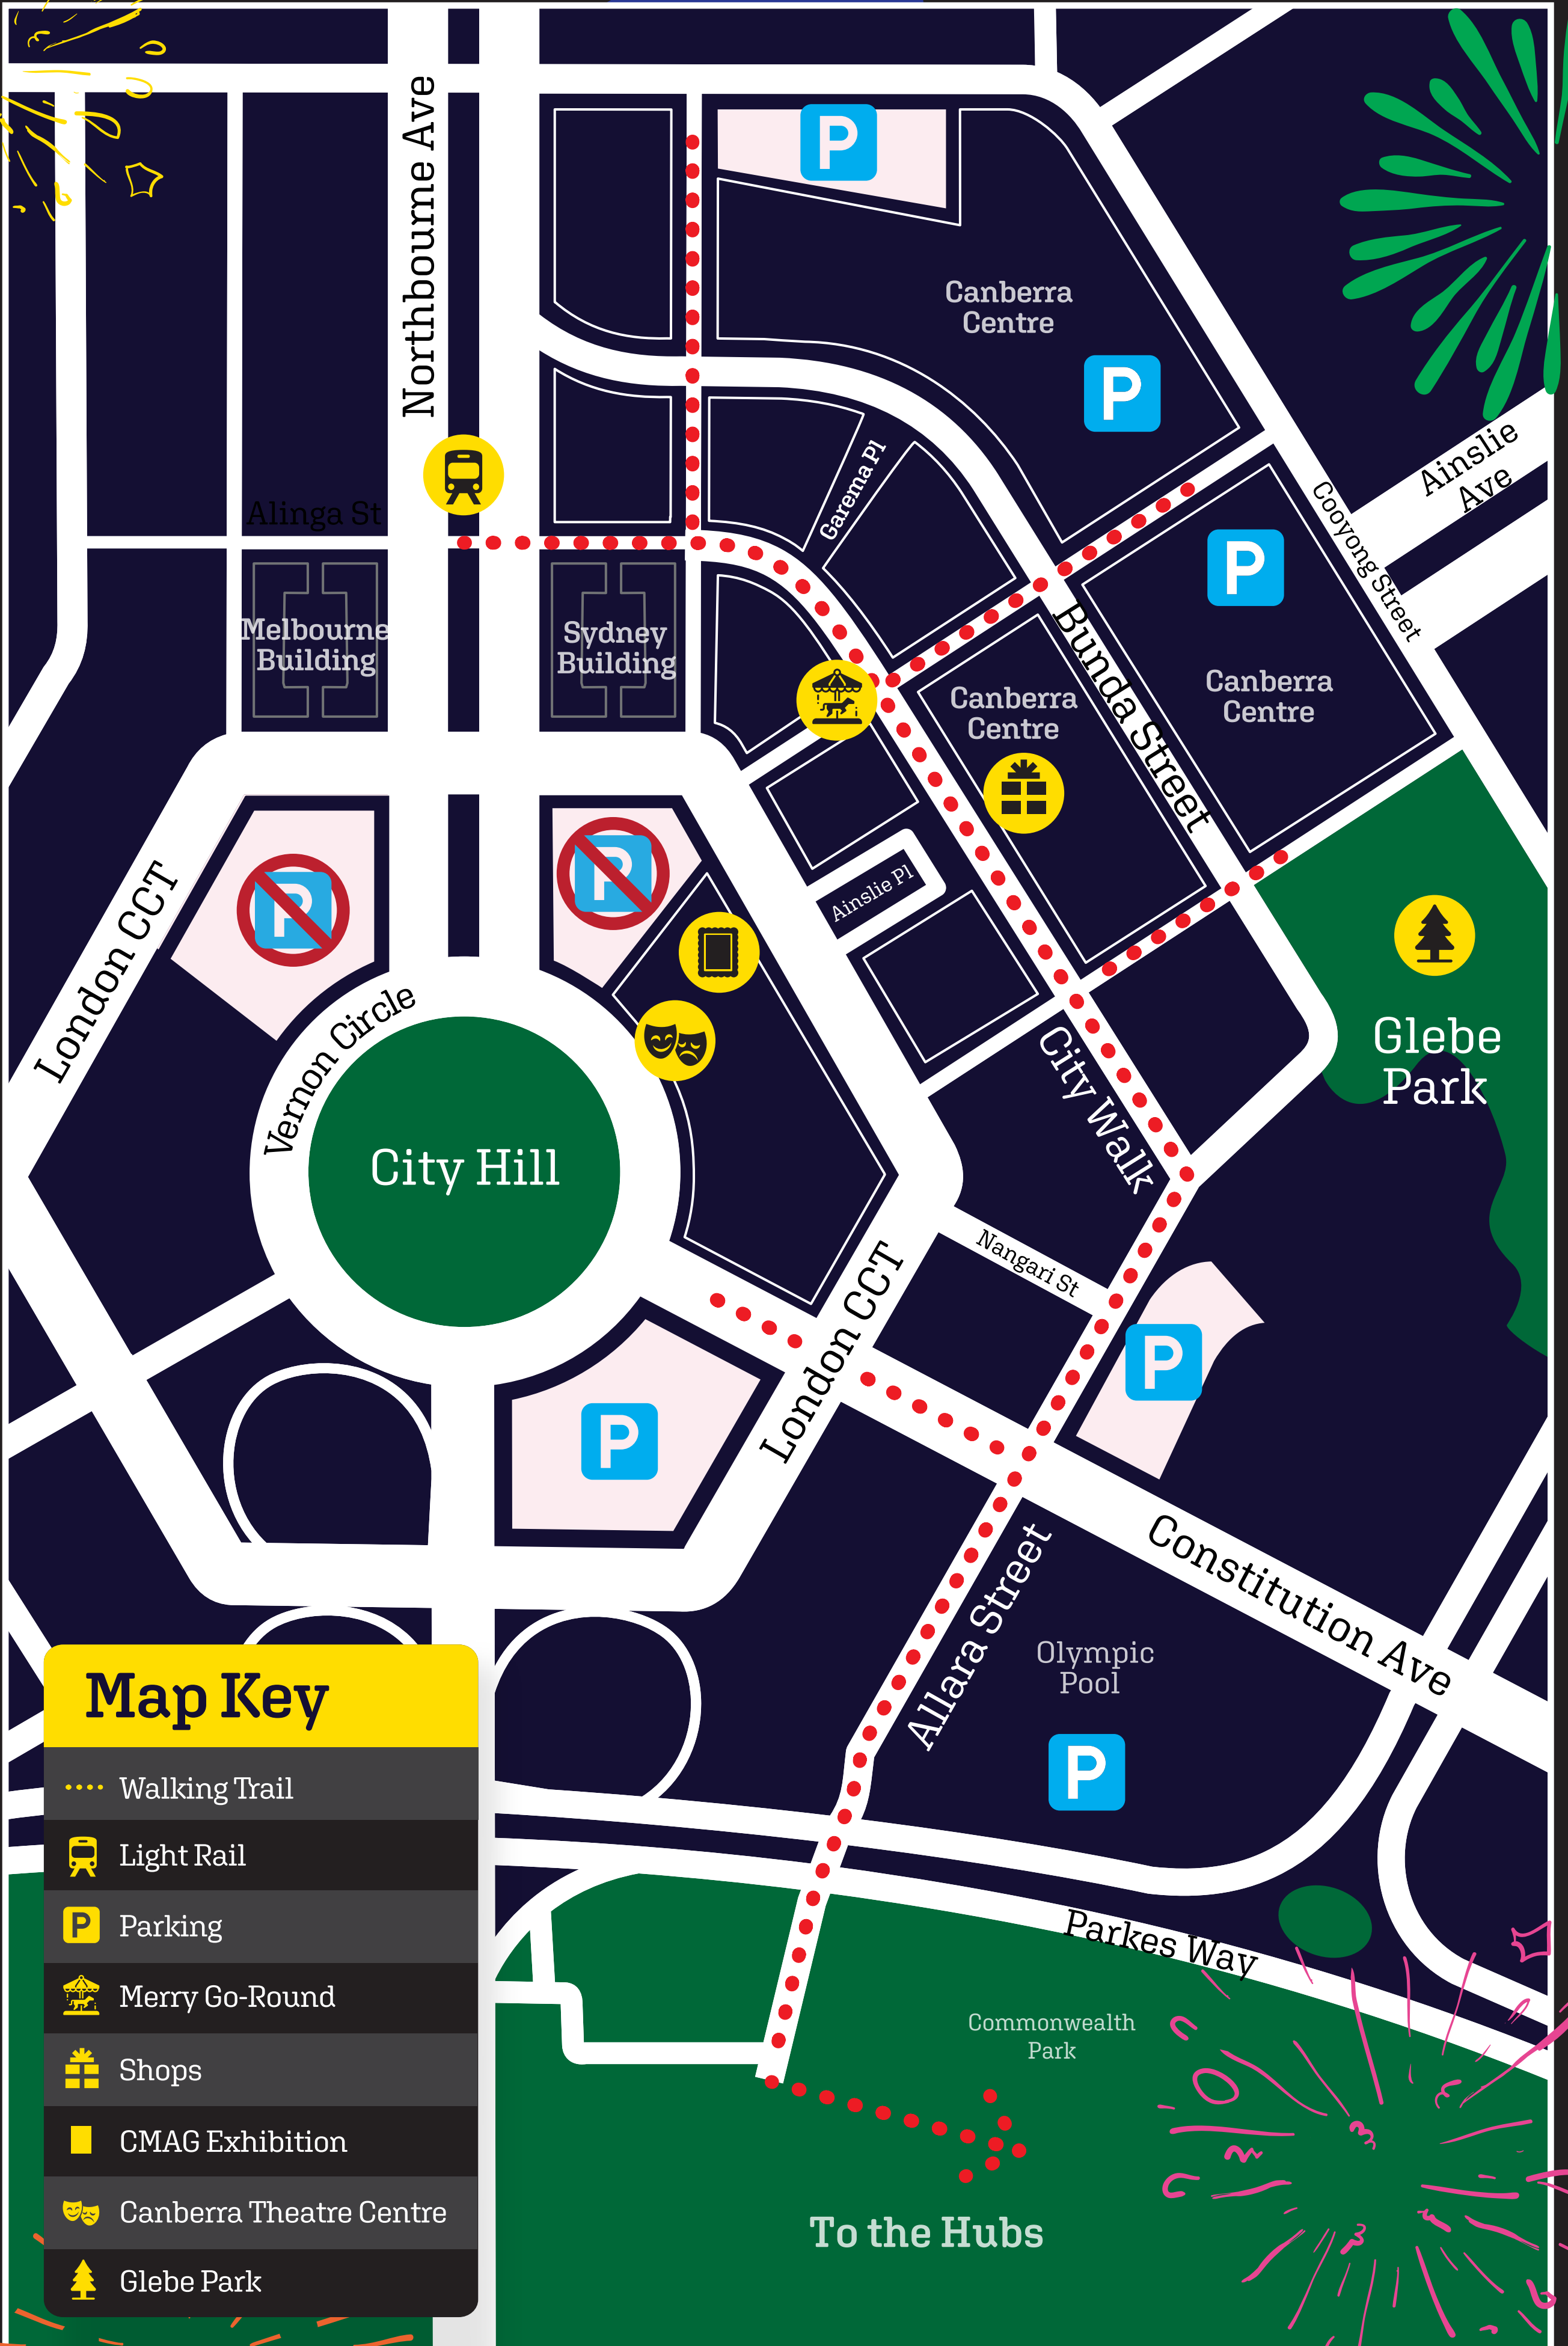 Northbourne Ave
P
Canberra
Centre
P
Ainslie
Ave
Garema Pl
Alinga St
Cooyong Street
P
Melbourne
Building
Sydney
Building
Bunda Street
Canberra
Centre
Canberra
Centre
P
P
Ainslie Pl
London CCT
Vernon Circle
Glebe
Park
City Walk
City Hill
Nangari St
London CCT
P
P
Constitution Ave
Allara Street
Olympic
Pool
P
Map Key
Walking Trail
Light Rail
P Parking
Merry Go-Round
Shops
CMAG Exhibition
Canberra Theatre Centre
Glebe Park
Parkes Way
Commonwealth
Park
To the Hubs